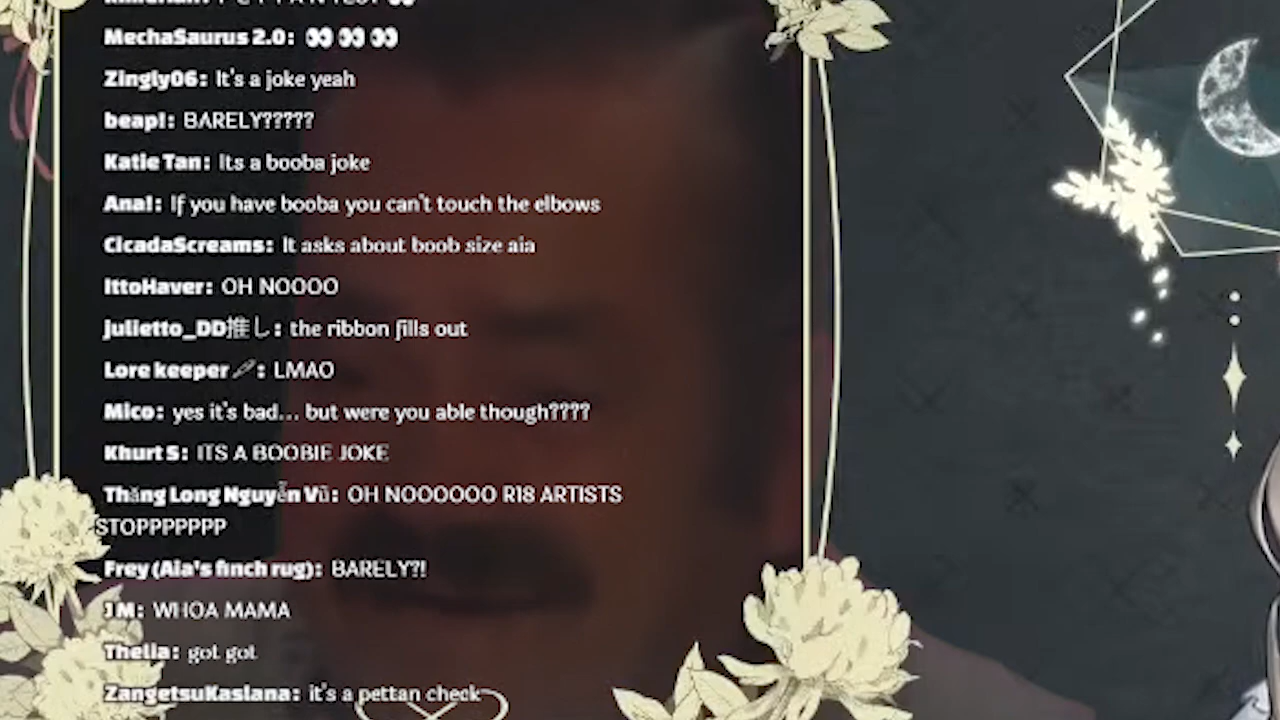 MechaSaurus 2.0: 👀 👀 👀
Zingly06: It's a joke yeah
beap!: BARELY?????
Katie Tan: Its a booba joke
Ana!: If you have booba you can't touch the elbows
CicadaScreams: It asks about boob size aia
IttoHaver: OH NOOOO
julietto_DD推し: the ribbon fills out
Lore keeper🖋: LMAO
Mico: yes it's bad... but were you able though????
Khurt S: ITS A BOOBIE JOKE
Thăng Long Nguyễn Vũ: OH NOOOOOO R18 ARTISTS
STOPPPPPPP
Frey (Aia's finch rug): BARELY?!
J M: WHOA MAMA
Thelia: got got
ZangetsuKaslana: it's a pettan check